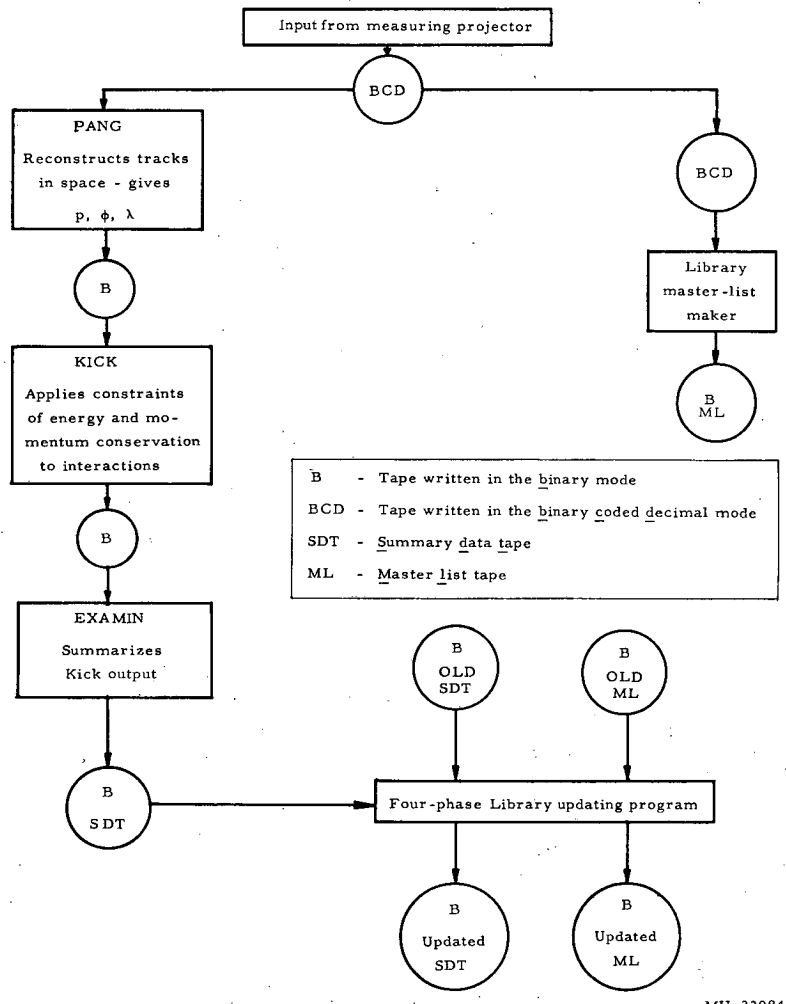 Input from measuring projector
BCD
PANG
Reconstructs tracks
in space - gives
p, ϕ, λ
B
KICK
Applies constraints
of energy and mo-
mentum conservation
to interactions
B
EXAMIN
Summarizes
Kick output
B
SDT
BCD
Library
master-list
maker
B
ML
B - Tape written in the binary mode
BCD - Tape written in the binary coded decimal mode
SDT - Summary data tape
ML - Master list tape
B
OLD
SDT
B
OLD
ML
Four-phase Library updating program
B
Updated
SDT
B
Updated
ML